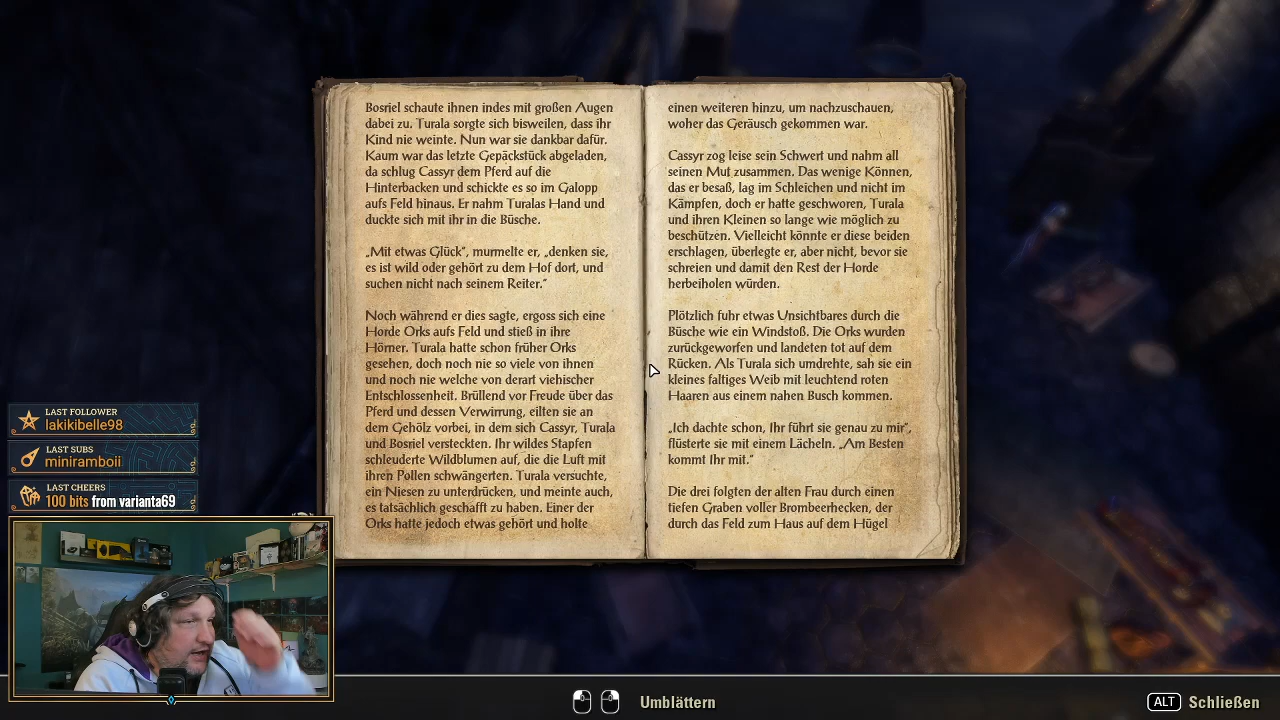 Bosriel schaute ihnen indes mit großen Augen
dabei zu. Turala sorgte sich bisweilen, dass ihr
Kind nie weinte. Nun war sie dankbar dafür.
Kaum war das letzte Gepäckstück abgeladen,
da schlug Cassyr dem Pferd auf die
Hinterbacken und schickte es so im Galopp
aufs Feld hinaus. Er nahm Turalas Hand und
duckte sich mit ihr in die Büsche.
„Mit etwas Glück“, murmelte er, „denken sie,
es ist wild oder gehört zu dem Hof dort, und
suchen nicht nach seinem Reiter.“
Noch während er dies sagte, ergoss sich eine
Horde Orks aufs Feld und stieß in ihre
Hörner. Turala hatte schon früher Orks
gesehen, doch noch nie so viele von ihnen
und noch nie welche von derart viehischer
Entschlossenheit. Brüllend vor Freude über das
Pferd und dessen Verwirrung, eilten sie an
dem Gehölz vorbei, in dem sich Cassyr, Turala
und Bosriel versteckten. Ihr wildes Stapfen
schleuderte Wildblumen auf, die die Luft mit
ihren Pollen schwängerten. Turala versuchte,
ein Niesen zu unterdrücken, und meinte auch,
es tatsächlich geschafft zu haben. Einer der
Orks hatte jedoch etwas gehört und holte
einen weiteren hinzu, um nachzuschauen,
woher das Geräusch gekommen war.
Cassyr zog leise sein Schwert und nahm all
seinen Mut zusammen. Das wenige Können,
das er besaß, lag im Schleichen und nicht im
Kämpfen, doch er hatte geschworen, Turala
und ihren Kleinen so lange wie möglich zu
beschützen. Vielleicht könnte er diese beiden
erschlagen, überlegte er, aber nicht, bevor sie
schreien und damit den Rest der Horde
herbeiholen würden.
Plötzlich fuhr etwas Unsichtbares durch die
Büsche wie ein Windstoß. Die Orks wurden
zurückgeworfen und landeten tot auf dem
Rücken. Als Turala sich umdrehte, sah sie ein
kleines faltiges Weib mit leuchtend roten
Haaren aus einem nahen Busch kommen.
„Ich dachte schon, Ihr führt sie genau zu mir“,
flüsterte sie mit einem Lächeln. „Am Besten
kommt Ihr mit.“
Die drei folgten der alten Frau durch einen
tiefen Graben voller Brombeerhecken, der
durch das Feld zum Haus auf dem Hügel
LAST FOLLOWER
lakikibelle98
LAST SUBS
miniramboii
LAST CHEERS
100 bits from varianta69
Umblättern
ALT Schließen